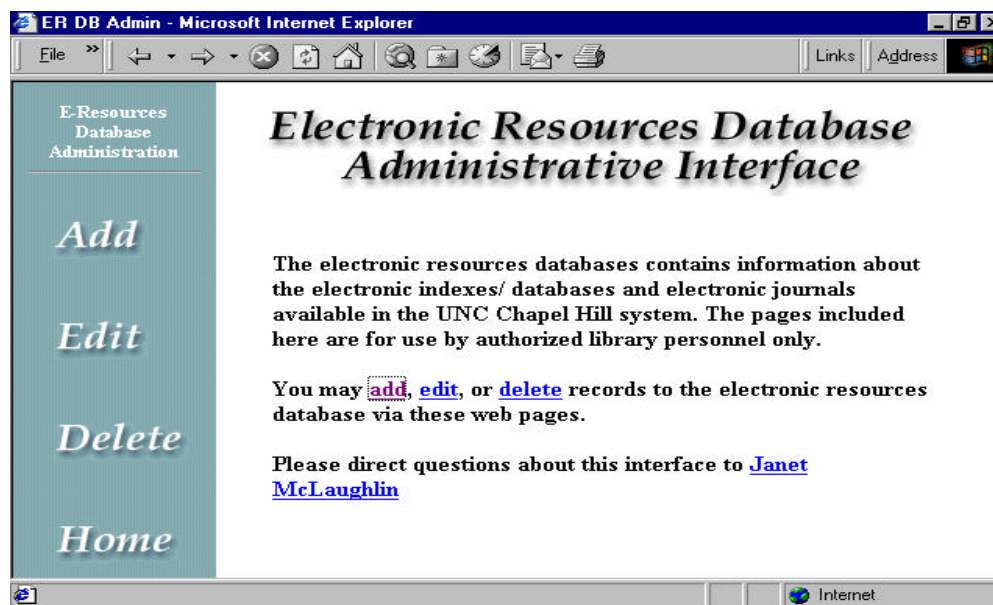 ER DB Admin - Microsoft Internet Explorer
File » Links Address
E-Resources
Database
Administration
Add
Edit
Delete
Home
Electronic Resources Database
Administrative Interface
The electronic resources databases contains information about
the electronic indexes/ databases and electronic journals
available in the UNC Chapel Hill system. The pages included
here are for use by authorized library personnel only.
You may add, edit, or delete records to the electronic resources
database via these web pages.
Please direct questions about this interface to Janet
McLaughlin
Internet